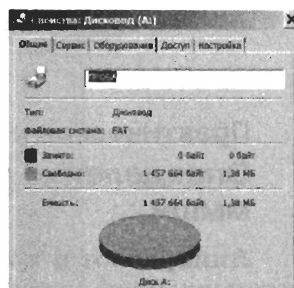 Свойства: Дисковод (A:)
Общие Сервис Оборудование Доступ Настройка
Тип: Дисковод
Файловая система: FAT
Занято: 0 байт 0 байт
Свободно: 1 457 664 байт 1,38 МБ
Емкость: 1 457 664 байт 1,38 МБ
Диск A: